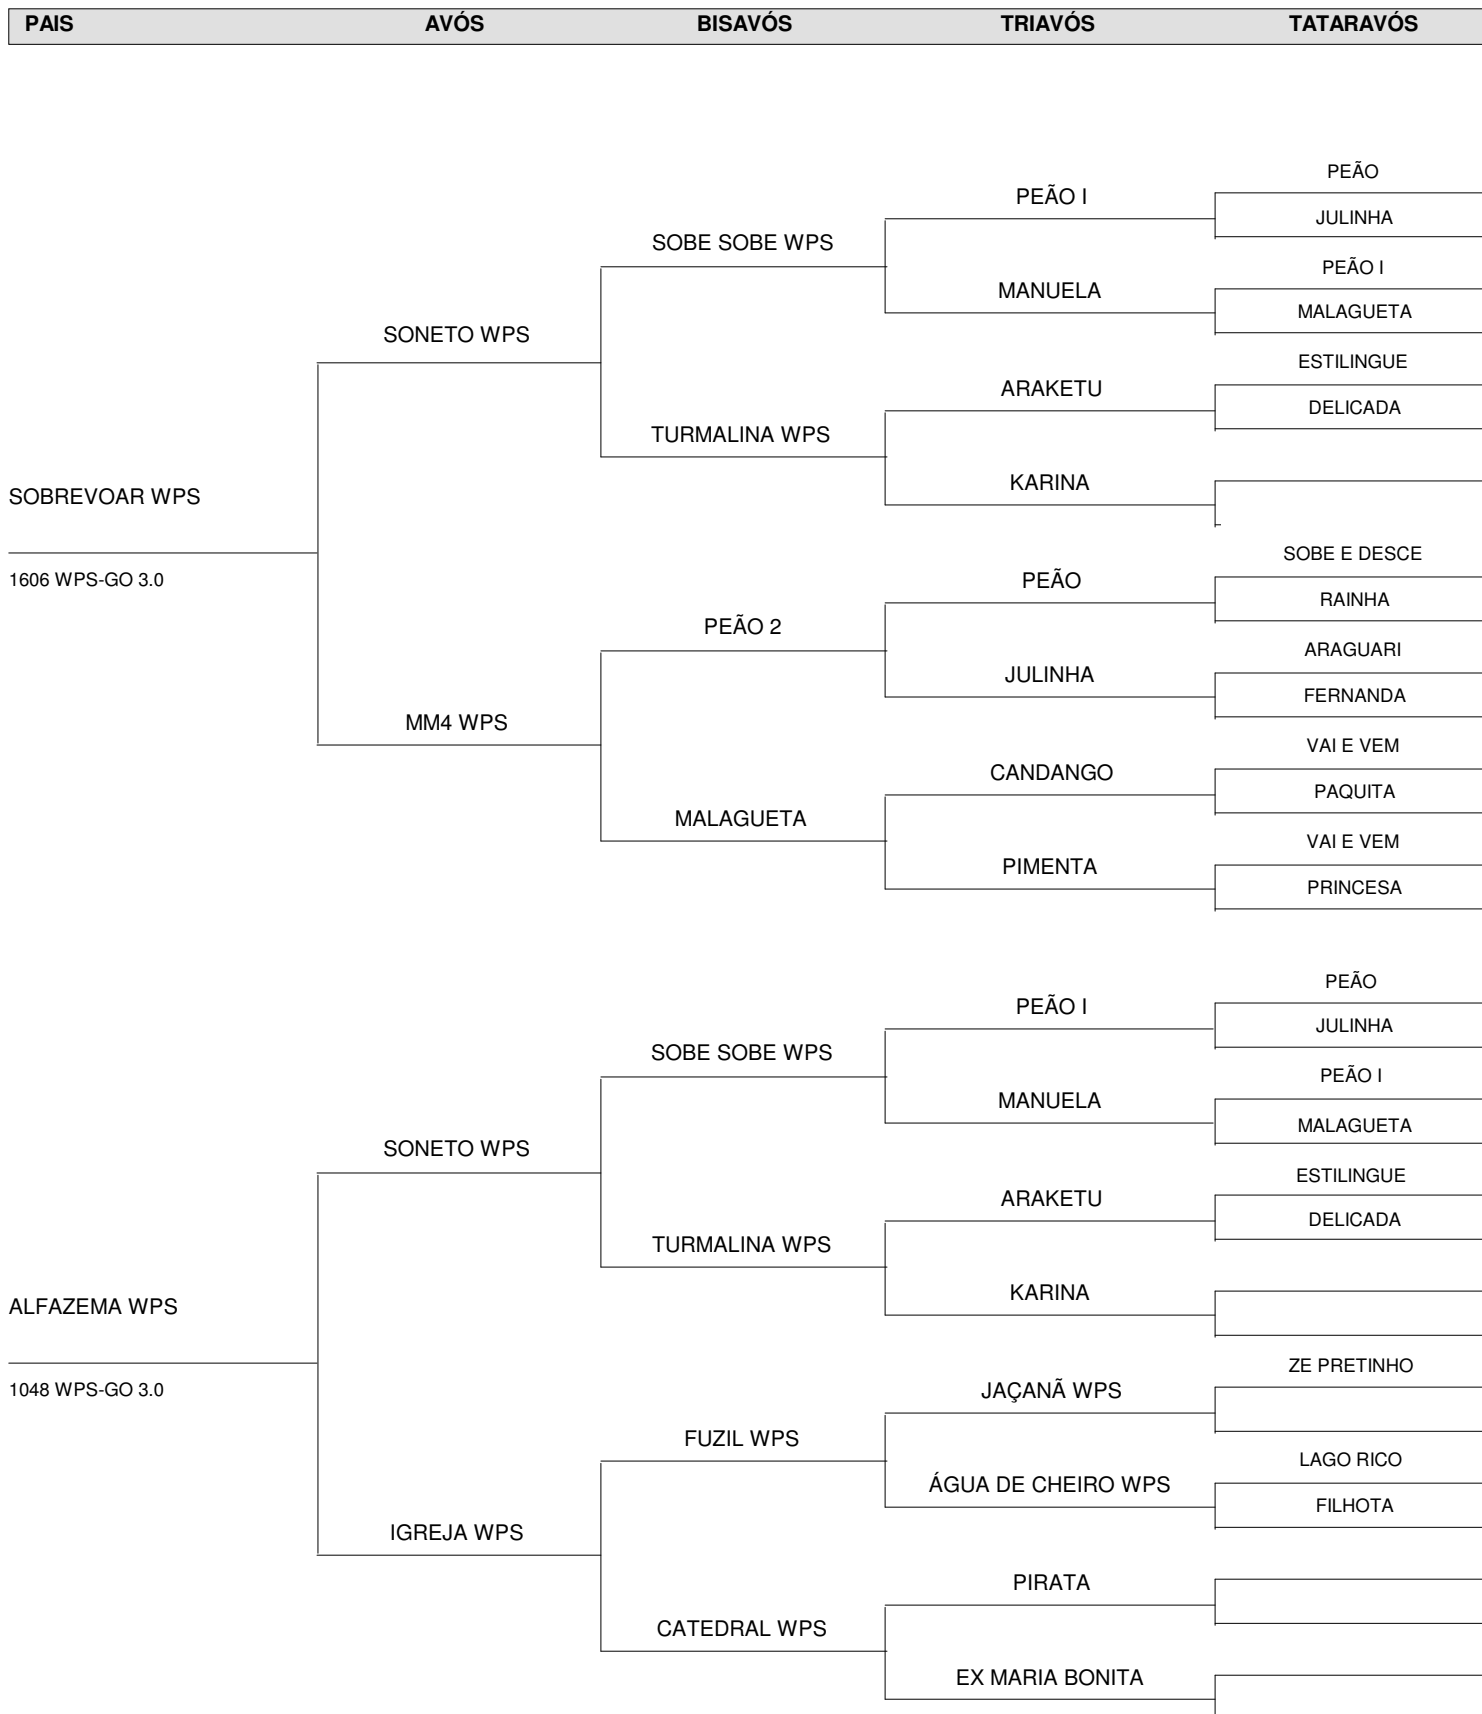 PAIS AVÓS BISAVÓS TRIAVÓS TATARAVÓS
PEÃO
PEÃO I
JULINHA
SOBE SOBE WPS
PEÃO I
MANUELA
MALAGUETA
SONETO WPS
ESTILINGUE
ARAKETU
DELICADA
TURMALINA WPS
KARINA
SOBREVOAR WPS
SOBE E DESCE
1606 WPS-GO 3.0
PEÃO
RAINHA
PEÃO 2
ARAGUARI
JULINHA
FERNANDA
MM4 WPS
VAI E VEM
CANDANGO
PAQUITA
MALAGUETA
VAI E VEM
PIMENTA
PRINCESA
PEÃO
PEÃO I
JULINHA
SOBE SOBE WPS
PEÃO I
MANUELA
MALAGUETA
SONETO WPS
ESTILINGUE
ARAKETU
DELICADA
TURMALINA WPS
KARINA
ALFAZEMA WPS
ZE PRETINHO
1048 WPS-GO 3.0
JAÇANÃ WPS
FUZIL WPS
LAGO RICO
ÁGUA DE CHEIRO WPS
FILHOTA
IGREJA WPS
PIRATA
CATEDRAL WPS
EX MARIA BONITA